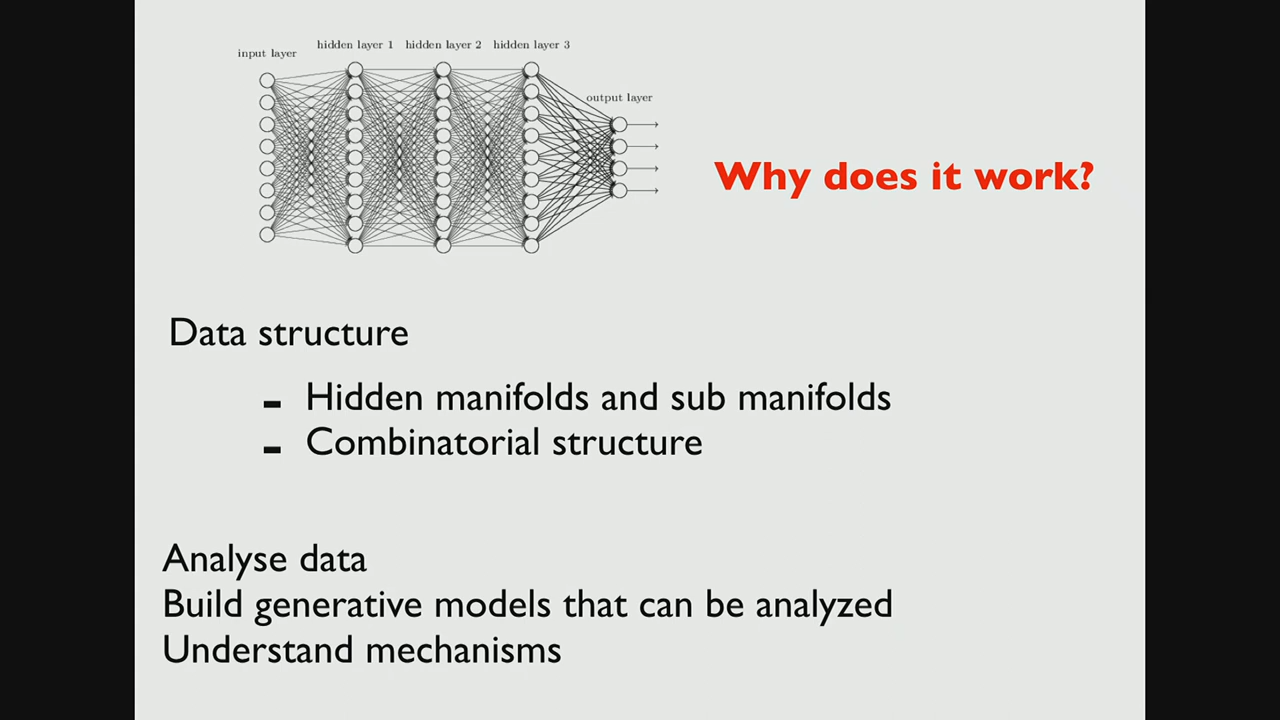 input layer
hidden layer 1 hidden layer 2 hidden layer 3
output layer
Why does it work?
Data structure
- Hidden manifolds and sub manifolds
- Combinatorial structure
Analyse data
Build generative models that can be analyzed
Understand mechanisms